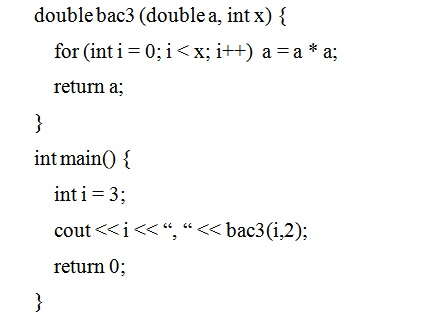 double bac3 (double a, int x) {
for (int i = 0; i < x; i++) a = a * a;
return a;
}
int main() {
int i = 3;
cout << i << “, “ << bac3(i,2);
return 0;
}